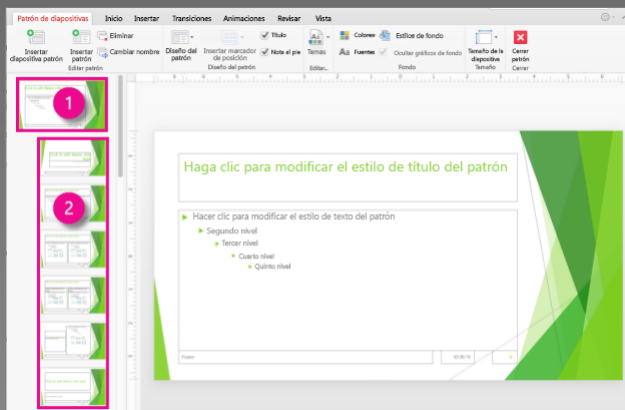 Patrón de diapositivas Inicio Insertar Transiciones Animaciones Revisar Vista
Insertar diapositiva patrón
Insertar patrón
Eliminar
Cambiar nombre
Editar patrón
Diseño del patrón
Insertar marcador de posición
Título
Nota al pie
Diseño del patrón
Temas
Editar...
Colores
Fuentes
Estilos de fondo
Ocultar gráficos de fondo
Fondo
Tamaño de la diapositiva
Tamaño
Cerrar patrón
Cerrar
1
2
Haga clic para modificar el estilo de título del patrón
Hacer clic para modificar el estilo de texto del patrón
Segundo nivel
Tercer nivel
Cuarto nivel
Quinto nivel
Footer